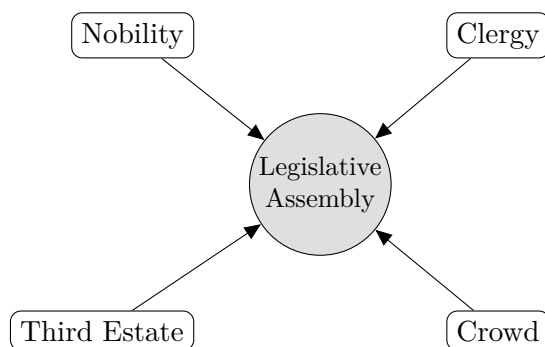 Nobility
Clergy
Legislative
Assembly
Third Estate
Crowd